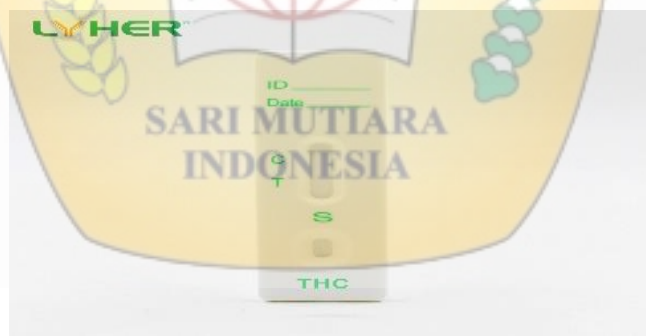 LYHER
ID
Date
SARI MUTIARA
INDONESIA
C
T
S
THC